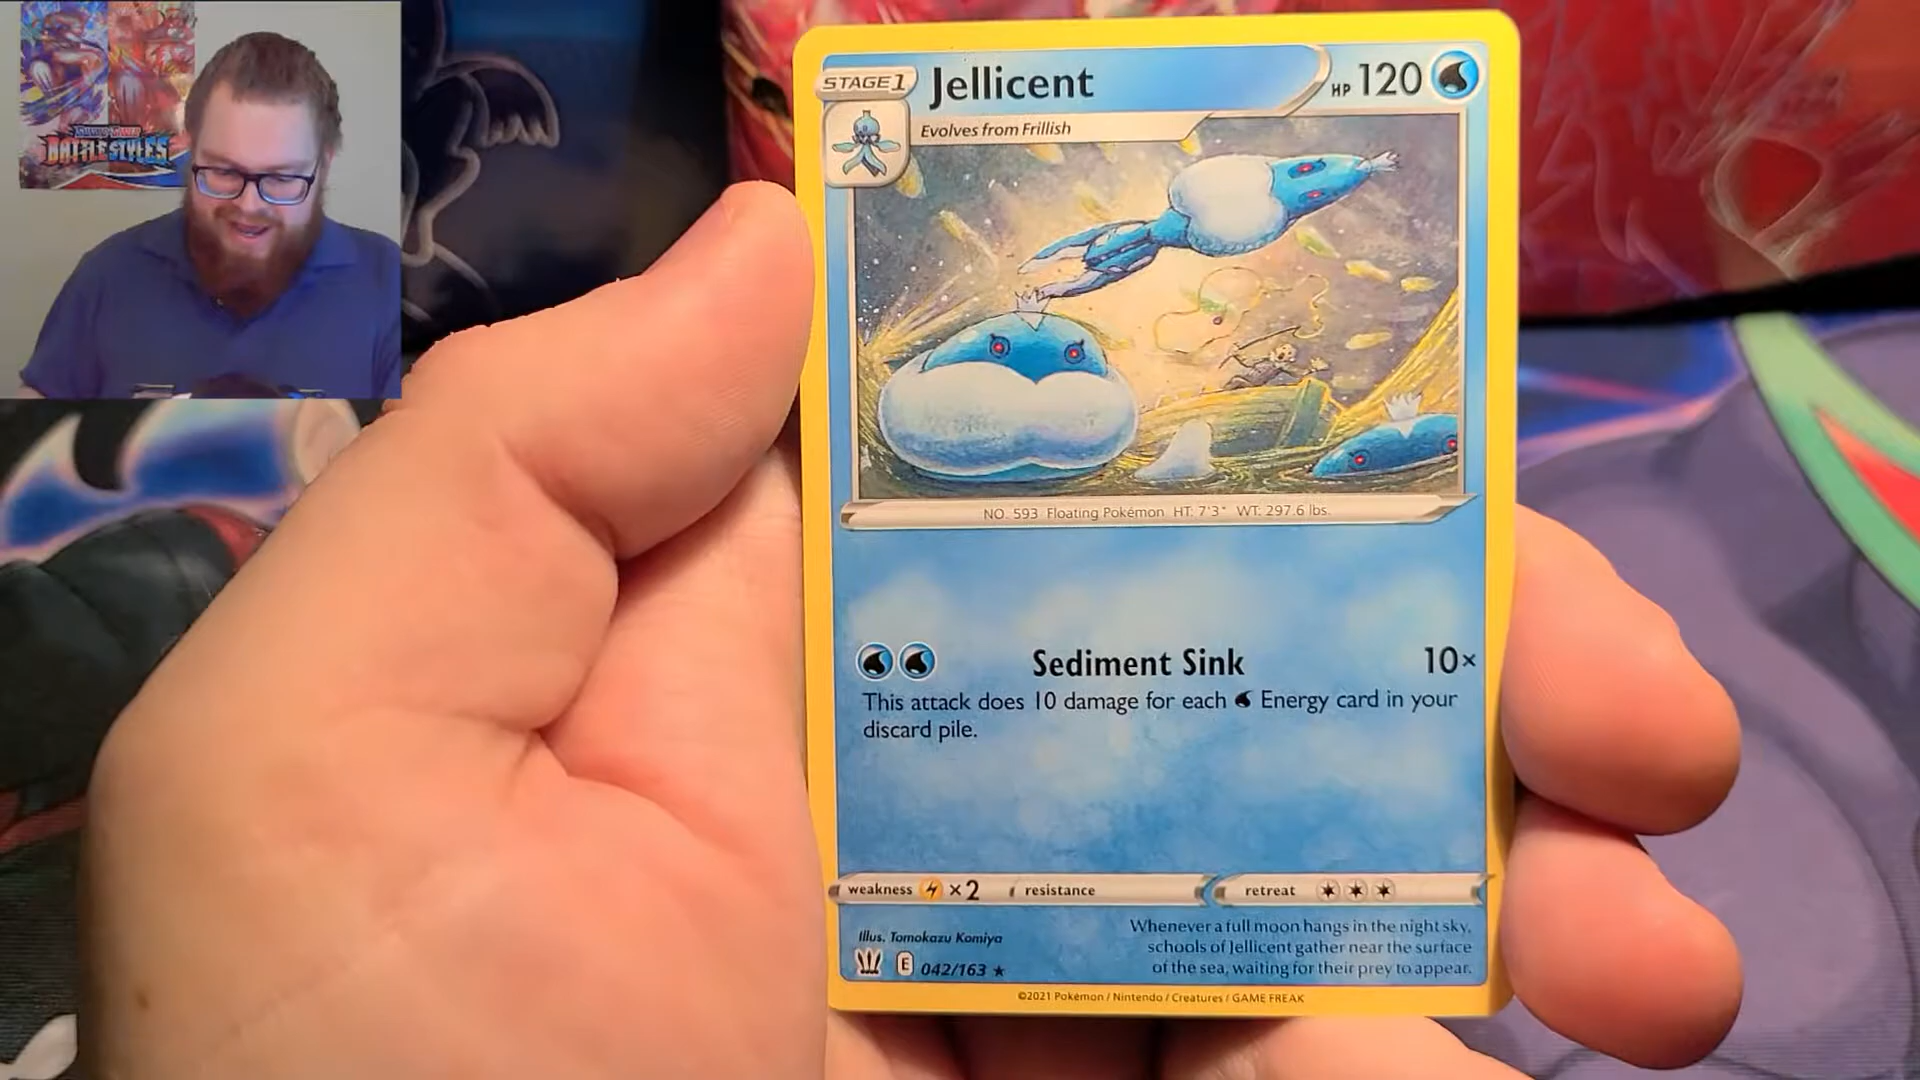 SWORD & SHIELD
BATTLE STYLES
STAGE 1
Jellicent
HP 120
Evolves from Frillish
NO. 593 Floating Pokémon HT: 7'3" WT: 297.6 lbs.
Sediment Sink 10×
This attack does 10 damage for each Energy card in your
discard pile.
weakness ×2 resistance retreat
Illus. Tomokazu Komiya
E 042/163 ★
Whenever a full moon hangs in the night sky,
schools of Jellicent gather near the surface
of the sea, waiting for their prey to appear.
©2021 Pokémon / Nintendo / Creatures / GAME FREAK